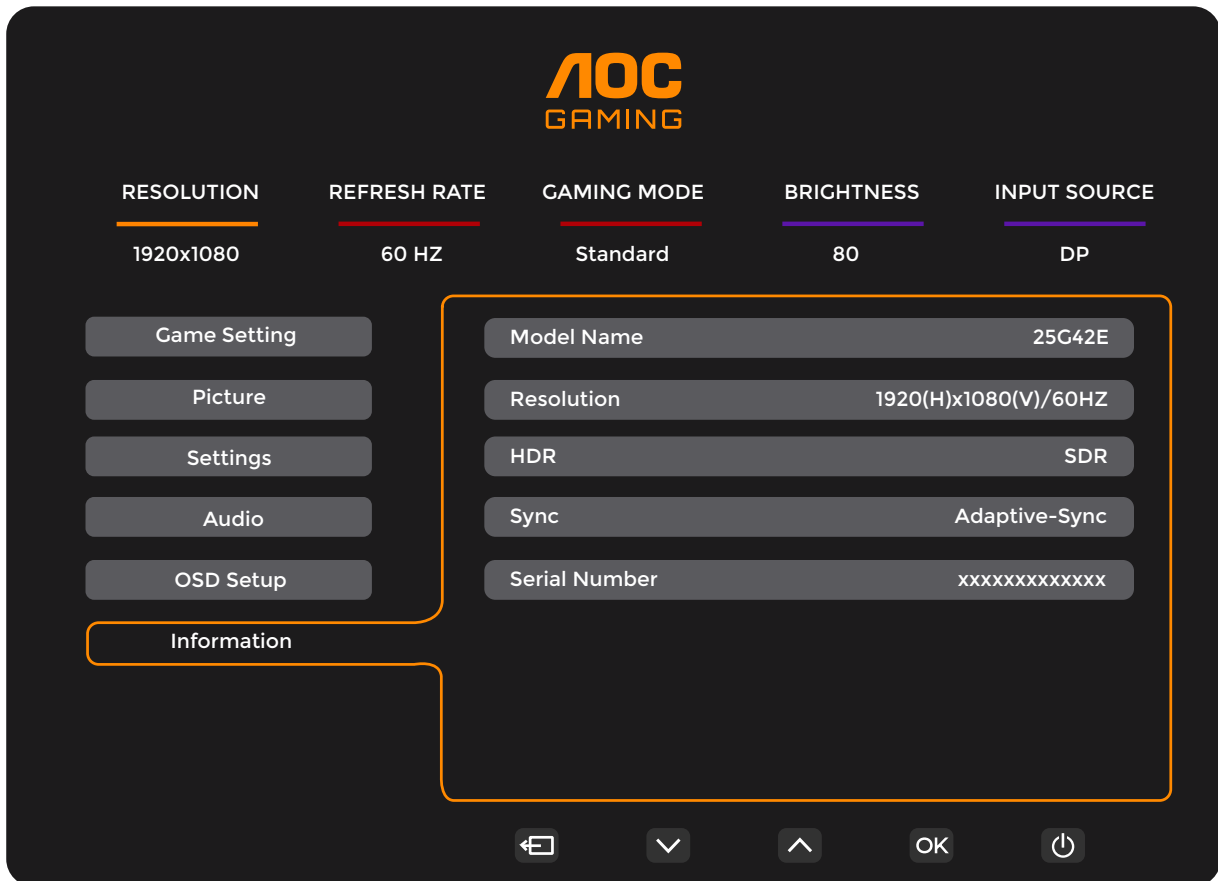 AOC
GAMING
RESOLUTION REFRESH RATE GAMING MODE BRIGHTNESS INPUT SOURCE
1920x1080 60 HZ Standard 80 DP
Game Setting
Picture
Settings
Audio
OSD Setup
Information
Model Name 25G42E
Resolution 1920(H)x1080(V)/60HZ
HDR SDR
Sync Adaptive-Sync
Serial Number xxxxxxxxxxxxx
OK